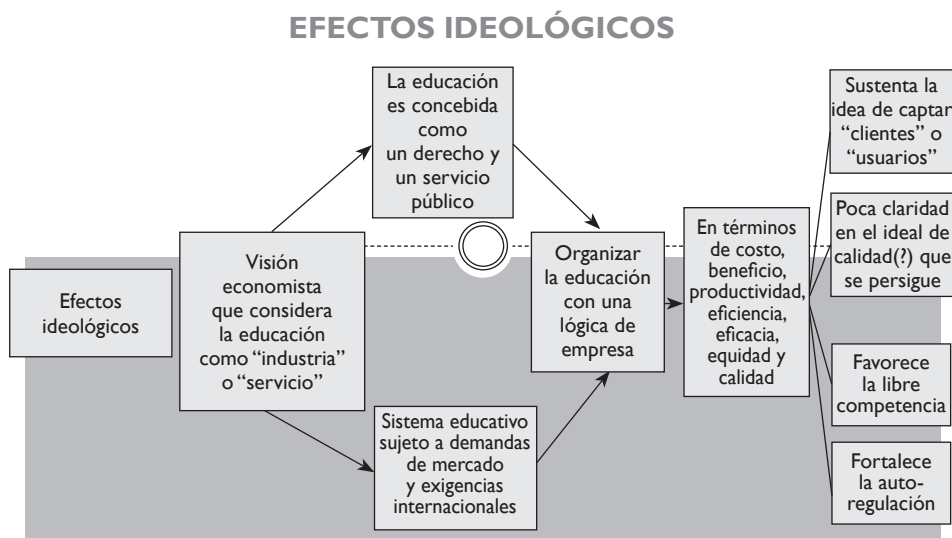 EFECTOS IDEOLÓGICOS
Efectos
ideológicos
Visión
economista
que considera
la educación
como “industria”
o “servicio”
La educación
es concebida
como
un derecho y
un servicio
público
Sistema educativo
sujeto a demandas
de mercado
y exigencias
internacionales
Organizar
la educación
con una
lógica de
empresa
En términos
de costo,
beneficio,
productividad,
eficiencia,
eficacia,
equidad y
calidad
Sustenta la
idea de captar
“clientes” o
“usuarios”
Poca claridad
en el ideal de
calidad(?) que
se persigue
Favorece
la libre
competencia
Fortalece
la auto-
regulación